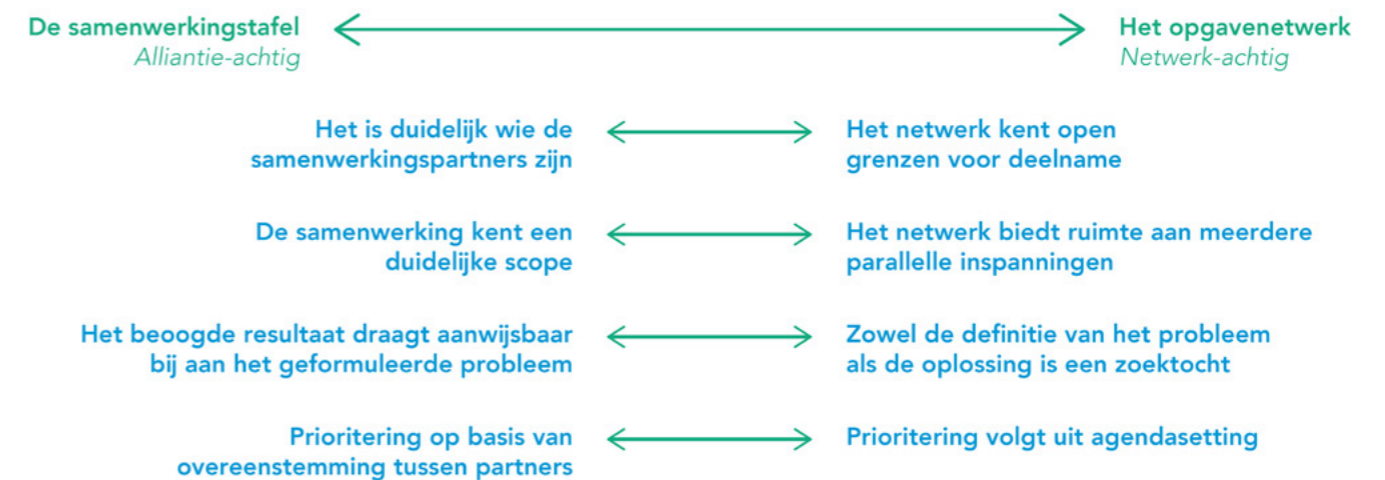 De samenwerkingstafel
Alliantie-achtig
Het opgavenetwerk
Netwerk-achtig
Het is duidelijk wie de
samenwerkingspartners zijn
Het netwerk kent open
grenzen voor deelname
De samenwerking kent een
duidelijke scope
Het netwerk biedt ruimte aan meerdere
parallelle inspanningen
Het beoogde resultaat draagt aanwijsbaar
bij aan het geformuleerde probleem
Zowel de definitie van het probleem
als de oplossing is een zoektocht
Prioritering op basis van
overeenstemming tussen partners
Prioritering volgt uit agendasetting